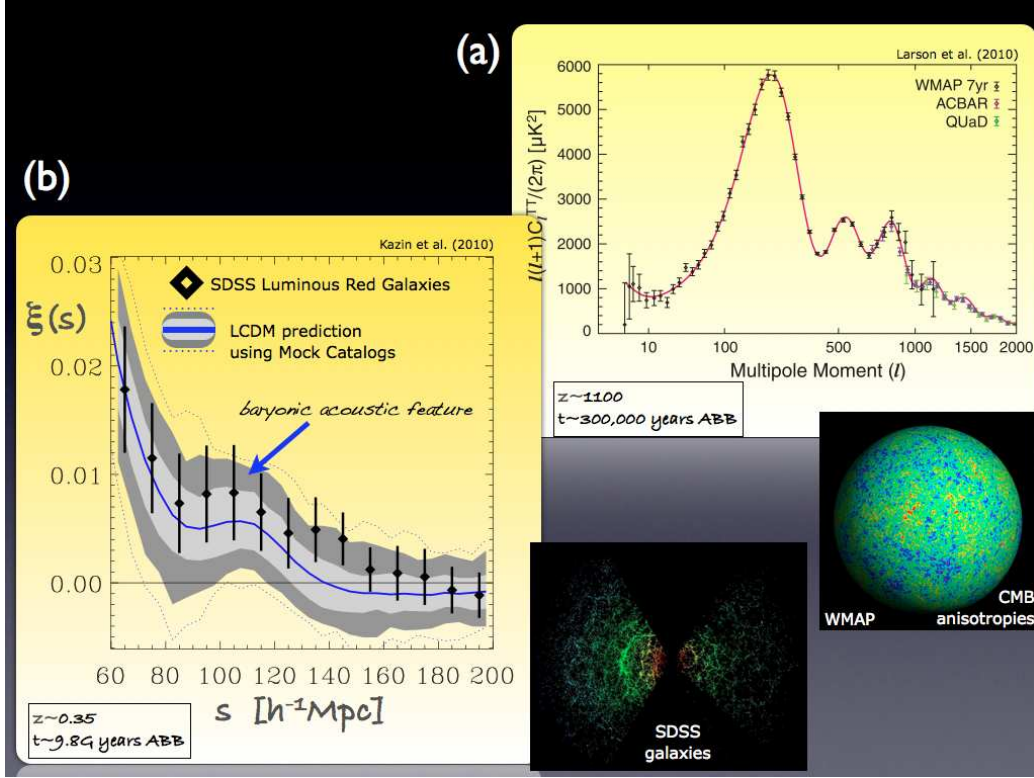 (a)
Larson et al. (2010)
6000
5000
4000
3000
2000
1000
0
l(l+1)C_l^TT/(2π) [μK²]
WMAP 7yr
ACBAR
QUaD
10
100
500
1000
1500
2000
Multipole Moment (l)
z~1100
t~300,000 years ABB
(b)
Kazin et al. (2010)
0.03
0.02
0.01
0.00
ξ(s)
SDSS Luminous Red Galaxies
LCDM prediction
using Mock Catalogs
baryonic acoustic feature
60
80
100
120
140
160
180
200
s [h⁻¹Mpc]
z~0.35
t~9.8G years ABB
SDSS
galaxies
WMAP
CMB
anisotropies